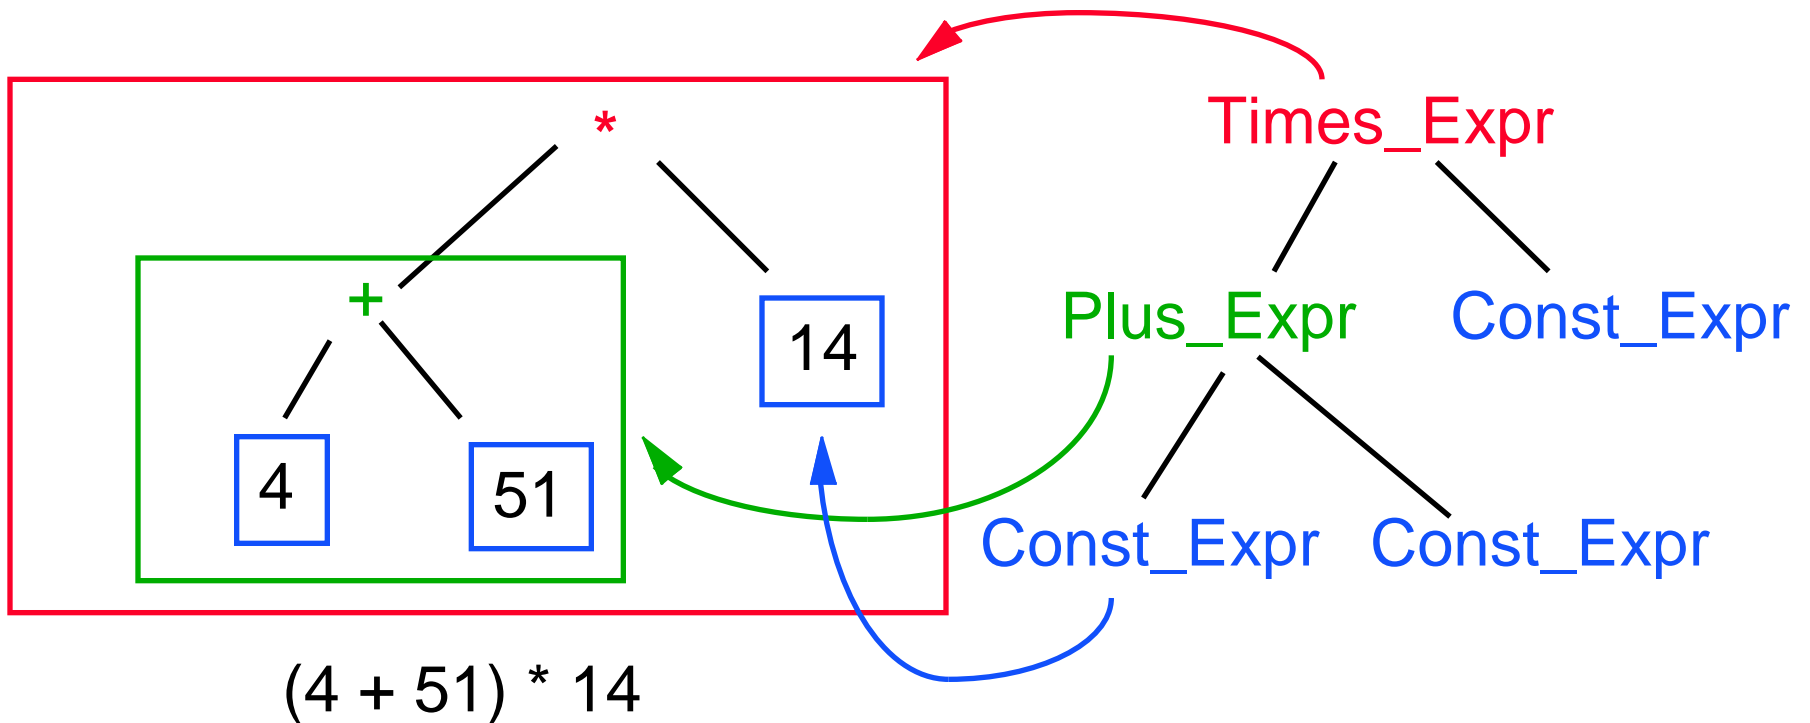 *
Times_Expr
+
14
Plus_Expr
Const_Expr
4
51
Const_Expr
Const_Expr
(4 + 51) * 14